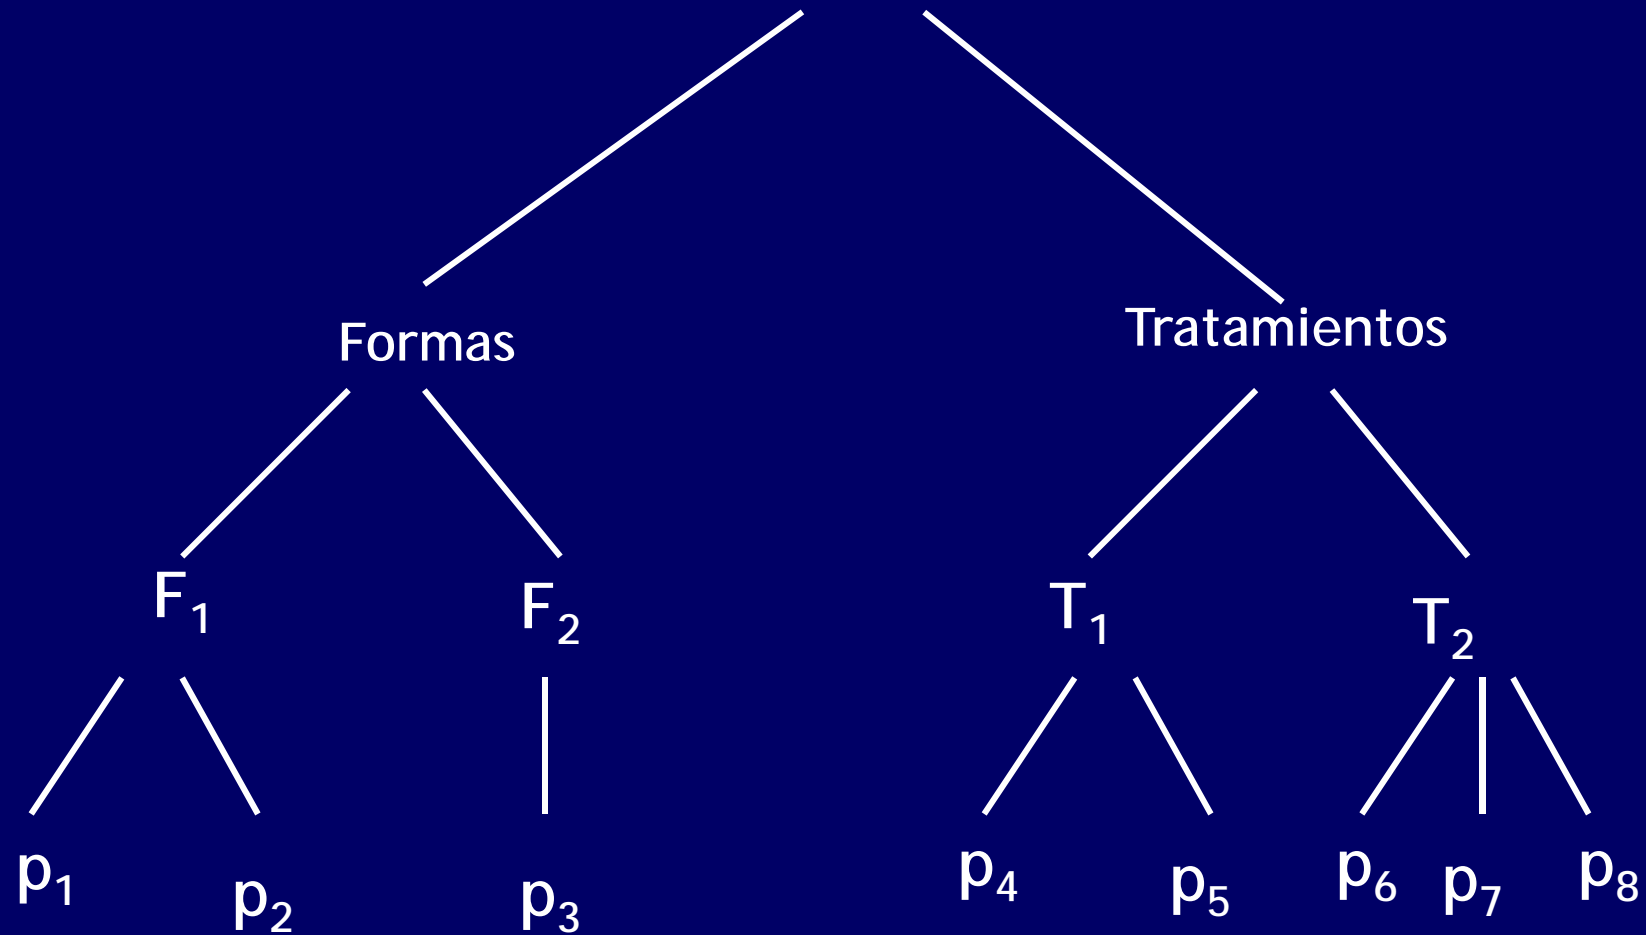 Formas
Tratamientos
F₁ F₂ T₁ T₂
p₁ p₂ p₃ p₄ p₅ p₆ p₇ p₈